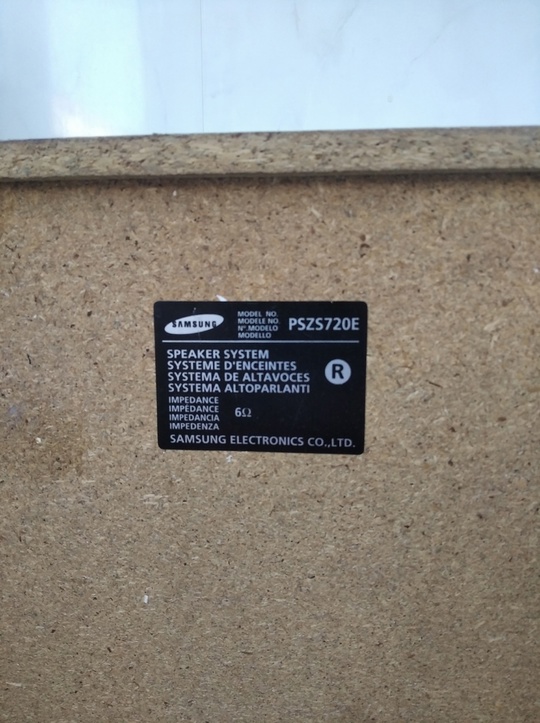 SAMSUNG
MODEL NO.
MODELE NO.
N°.MODELO
MODELLO
PSZS720E
SPEAKER SYSTEM
SYSTEME D'ENCEINTES
SYSTEMA DE ALTAVOCES
SYSTEMA ALTOPARLANTI
R
IMPEDANCE
IMPEDANCE
IMPEDANCIA
IMPEDENZA
6Ω
SAMSUNG ELECTRONICS CO.,LTD.